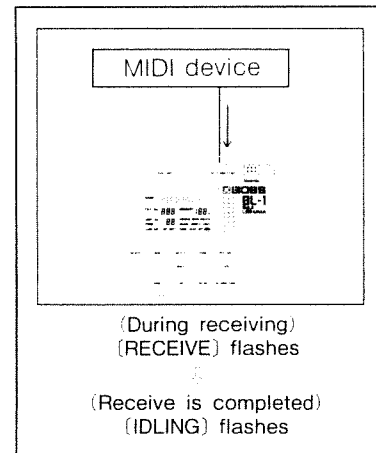 MIDI device
BOSS
BL-1
(During receiving)
[RECEIVE] flashes
(Receive is completed)
[IDLING] flashes